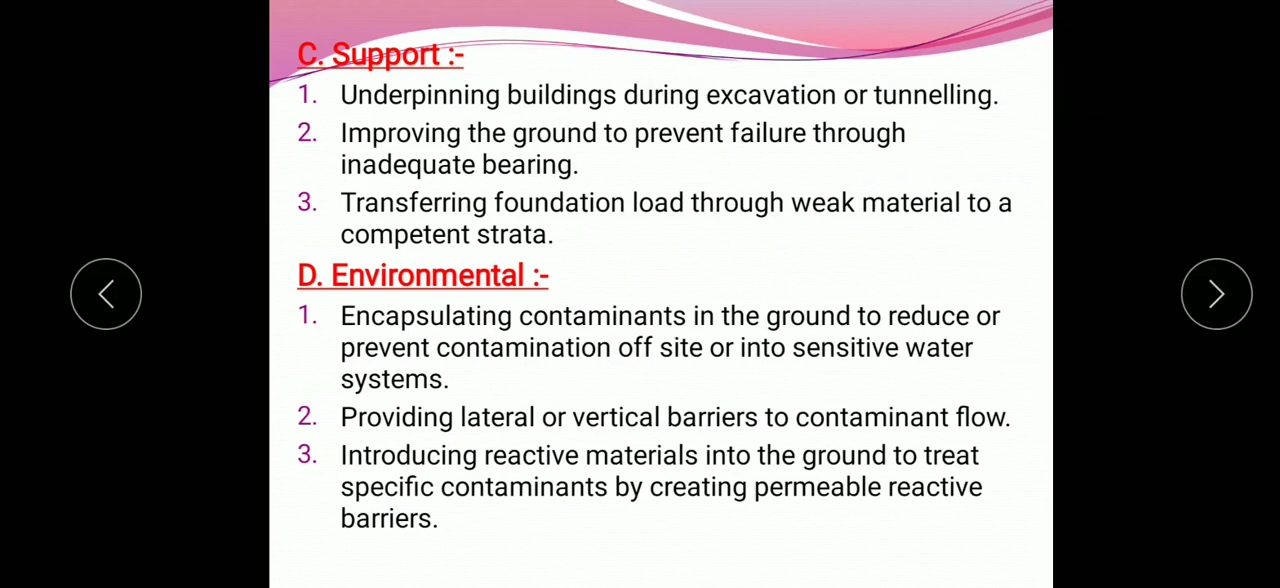 C. Support :-
1. Underpinning buildings during excavation or tunnelling.
2. Improving the ground to prevent failure through
inadequate bearing.
3. Transferring foundation load through weak material to a
competent strata.
D. Environmental :-
1. Encapsulating contaminants in the ground to reduce or
prevent contamination off site or into sensitive water
systems.
2. Providing lateral or vertical barriers to contaminant flow.
3. Introducing reactive materials into the ground to treat
specific contaminants by creating permeable reactive
barriers.